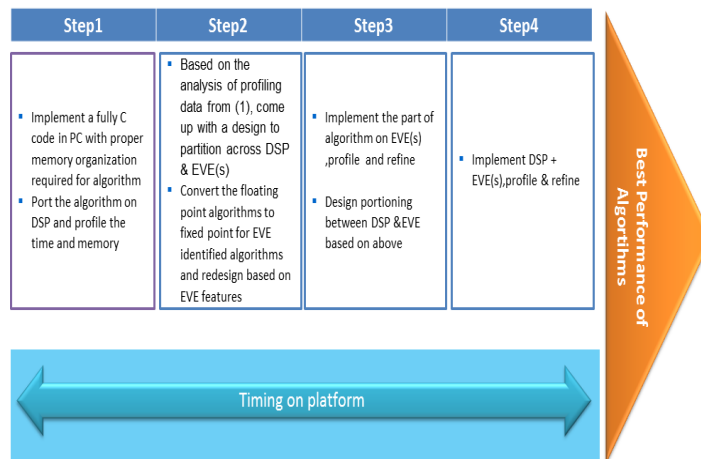 Step1
Step2
Step3
Step4
▪ Implement a fully C
code in PC with proper
memory organization
required for algorithm
▪ Port the algorithm on
DSP and profile the
time and memory
▪ Based on the
analysis of profiling
data from (1), come
up with a design to
partition across DSP
& EVE(s)
▪ Convert the floating
point algorithms to
fixed point for EVE
identified algorithms
and redesign based on
EVE features
▪ Implement the part of
algorithm on EVE(s)
,profile and refine
▪ Design portioning
between DSP &EVE
based on above
▪ Implement DSP +
EVE(s),profile & refine
Best Performance of
Algortihms
Timing on platform